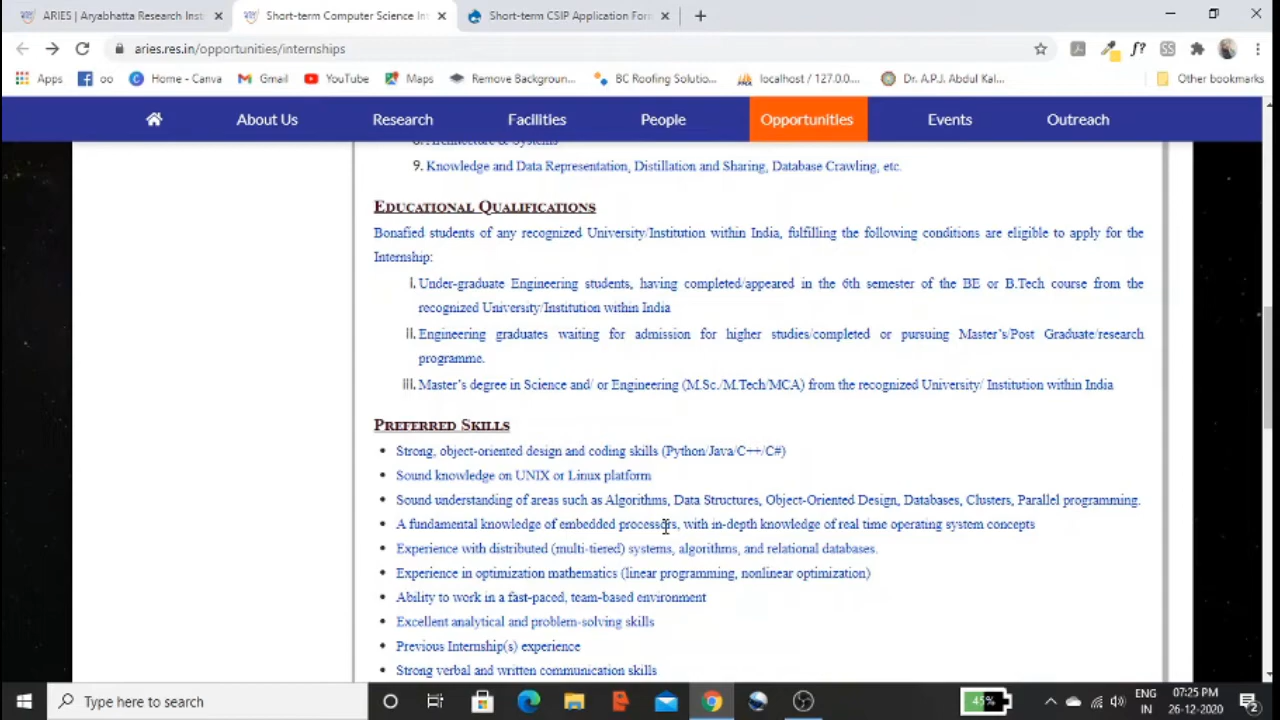 ARIES | Aryabhatta Research Inst
Short-term Computer Science In
Short-term CSIP Application Form
aries.res.in/opportunities/internships
Apps
oo
Home - Canva
Gmail
YouTube
Maps
Remove Backgroun...
BC Roofing Solutio...
localhost / 127.0.0....
Dr. A.P.J. Abdul Kal...
Other bookmarks
About Us
Research
Facilities
People
Opportunities
Events
Outreach
8. Architecture & Systems
9. Knowledge and Data Representation, Distillation and Sharing, Database Crawling, etc.
EDUCATIONAL QUALIFICATIONS
Bonafied students of any recognized University/Institution within India, fulfilling the following conditions are eligible to apply for the
Internship:
i. Under-graduate Engineering students, having completed/appeared in the 6th semester of the BE or B.Tech course from the
recognized University/Institution within India
ii. Engineering graduates waiting for admission for higher studies/completed or pursuing Master's/Post Graduate/research
programme.
iii. Master's degree in Science and/ or Engineering (M.Sc./M.Tech/MCA) from the recognized University/ Institution within India
PREFERRED SKILLS
• Strong, object-oriented design and coding skills (Python/Java/C++/C#)
• Sound knowledge on UNIX or Linux platform
• Sound understanding of areas such as Algorithms, Data Structures, Object-Oriented Design, Databases, Clusters, Parallel programming.
• A fundamental knowledge of embedded processors, with in-depth knowledge of real time operating system concepts
• Experience with distributed (multi-tiered) systems, algorithms, and relational databases.
• Experience in optimization mathematics (linear programming, nonlinear optimization)
• Ability to work in a fast-paced, team-based environment
• Excellent analytical and problem-solving skills
• Previous Internship(s) experience
• Strong verbal and written communication skills
Type here to search
45%
ENG
IN
07:25 PM
26-12-2020
2